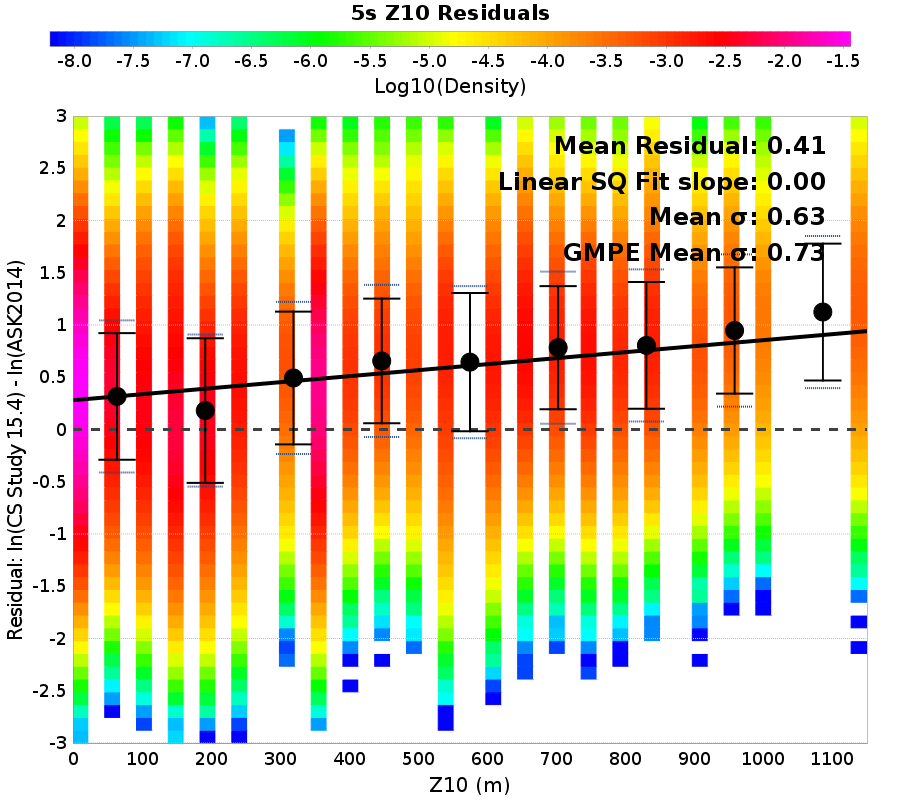 5s Z10 Residuals
-8.0 -7.5 -7.0 -6.5 -6.0 -5.5 -5.0 -4.5 -4.0 -3.5 -3.0 -2.5 -2.0 -1.5
Log10(Density)
Mean Residual: 0.41
Linear SQ Fit slope: 0.00
Mean σ: 0.63
GMPE Mean σ: 0.73
Residual: ln(CS Study 15.4) - ln(ASK2014)
3
2.5
2
1.5
1
0.5
0
-0.5
-1
-1.5
-2
-2.5
-3
0 100 200 300 400 500 600 700 800 900 1000 1100
Z10 (m)